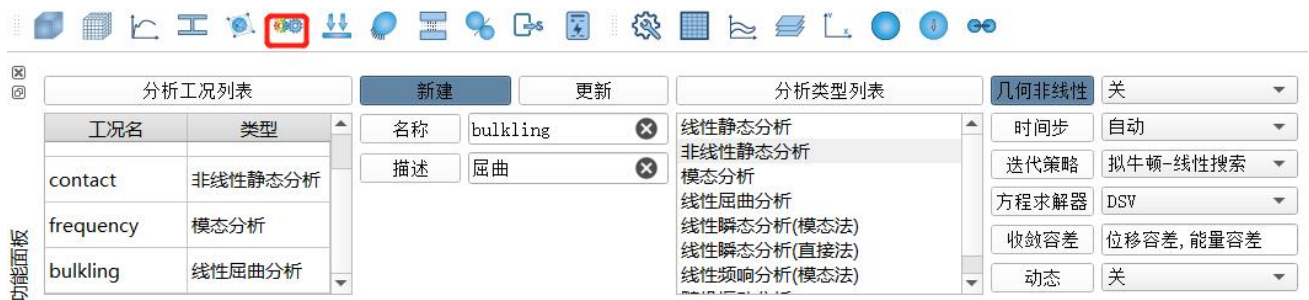 分析工况列表
新建
更新
分析类型列表
几何非线性
关
工况名
类型
名称
bulkling
线性静态分析
时间步
自动
非线性静态分析
描述
屈曲
contact
非线性静态分析
模态分析
迭代策略
拟牛顿-线性搜索
线性屈曲分析
方程求解器
DSV
frequency
模态分析
线性瞬态分析(模态法)
收敛容差
位移容差,能量容差
线性瞬态分析(直接法)
bulkling
线性屈曲分析
线性频响分析(模态法)
动态
关
功能面板